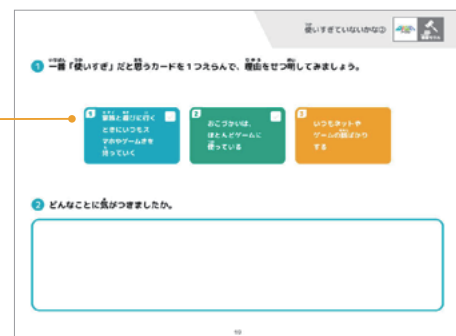 使いすぎていないかな②
1 一番「使いすぎ」だと思うカードを1つえらんで、理由をせつ明してみましょう。
1
家族と遊びに行く
ときにいつもス
マホやゲームきを
持っていく
2
おこづかいは、
ほとんどゲームに
使っている
3
いつもネットや
ゲームの話ばかり
する
2 どんなことに気がつきましたか。